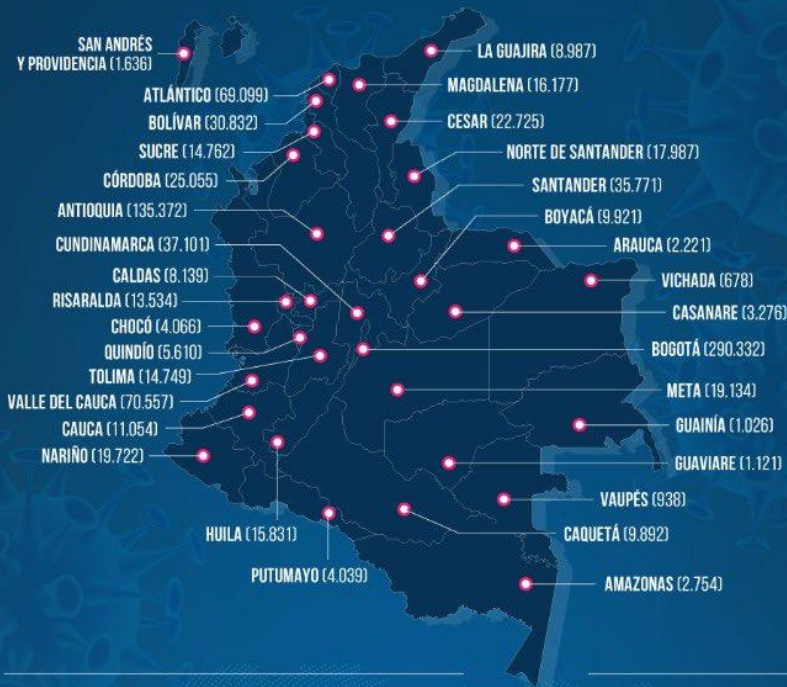 SAN ANDRÉS
Y PROVIDENCIA (1.636)
ATLÁNTICO (69.099)
BOLÍVAR (30.832)
SUCRE (14.762)
CÓRDOBA (25.055)
ANTIOQUIA (135.372)
CUNDINAMARCA (37.101)
CALDAS (8.139)
RISARALDA (13.534)
CHOCÓ (4.066)
QUINDÍO (5.610)
TOLIMA (14.749)
VALLE DEL CAUCA (70.557)
CAUCA (11.054)
NARIÑO (19.722)
HUILA (15.831)
PUTUMAYO (4.039)
LA GUAJIRA (8.987)
MAGDALENA (16.177)
CESAR (22.725)
NORTE DE SANTANDER (17.987)
SANTANDER (35.771)
BOYACÁ (9.921)
ARAUCA (2.221)
VICHADA (678)
CASANARE (3.276)
BOGOTÁ (290.332)
META (19.134)
GUAINÍA (1.026)
GUAVIARE (1.121)
VAUPÉS (938)
CAQUETÁ (9.892)
AMAZONAS (2.754)